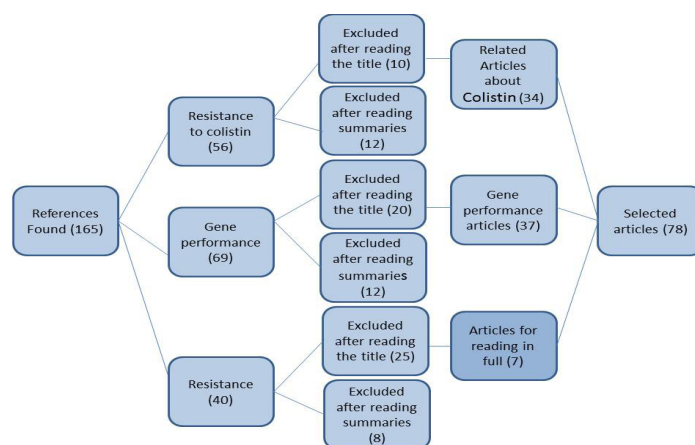 References
Found (165)
Resistance
to colistin
(56)
Gene
performance
(69)
Resistance
(40)
Excluded
after reading
the title (10)
Excluded
after reading
summaries
(12)
Excluded
after reading
the title (20)
Excluded
after reading
summaries
(12)
Excluded
after reading
the title (25)
Excluded
after reading
summaries
(8)
Related
Articles
about
Colistin (34)
Gene
performance
articles (37)
Articles for
reading in
full (7)
Selected
articles (78)